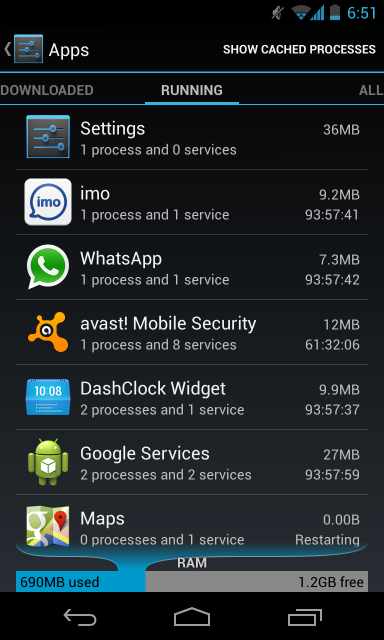 6:51
Apps
SHOW CACHED PROCESSES
DOWNLOADED
RUNNING
ALL
Settings
36MB
1 process and 0 services
imo
imo
9.2MB
1 process and 1 service
93:57:41
WhatsApp
7.3MB
1 process and 1 service
93:57:42
avast! Mobile Security
12MB
1 process and 8 services
61:32:06
10:08
DashClock Widget
9.9MB
2 processes and 1 service
93:57:37
Google Services
27MB
2 processes and 2 services
93:57:59
Maps
0.00B
0 processes and 1 service
Restarting
RAM
690MB used
1.2GB free